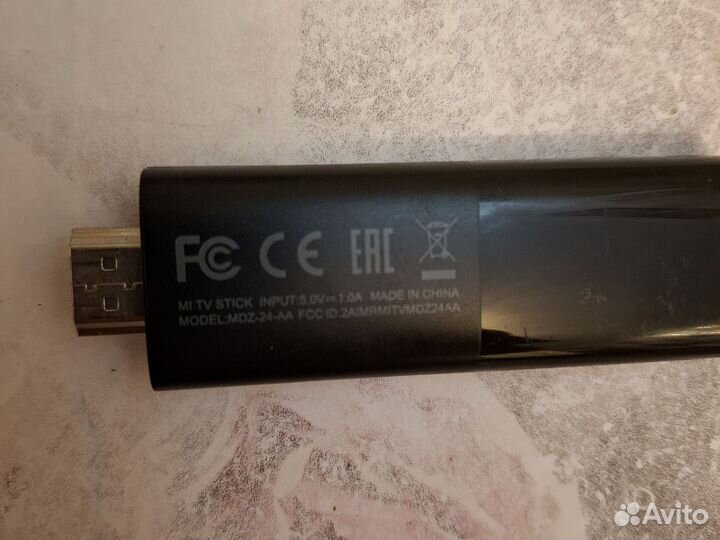 FC CE EAC
MI TV STICK INPUT:5.0V⎓1.0A MADE IN CHINA
MODEL:MDZ-24-AA FCC ID:2AIMRMITVMDZ24AA
Avito